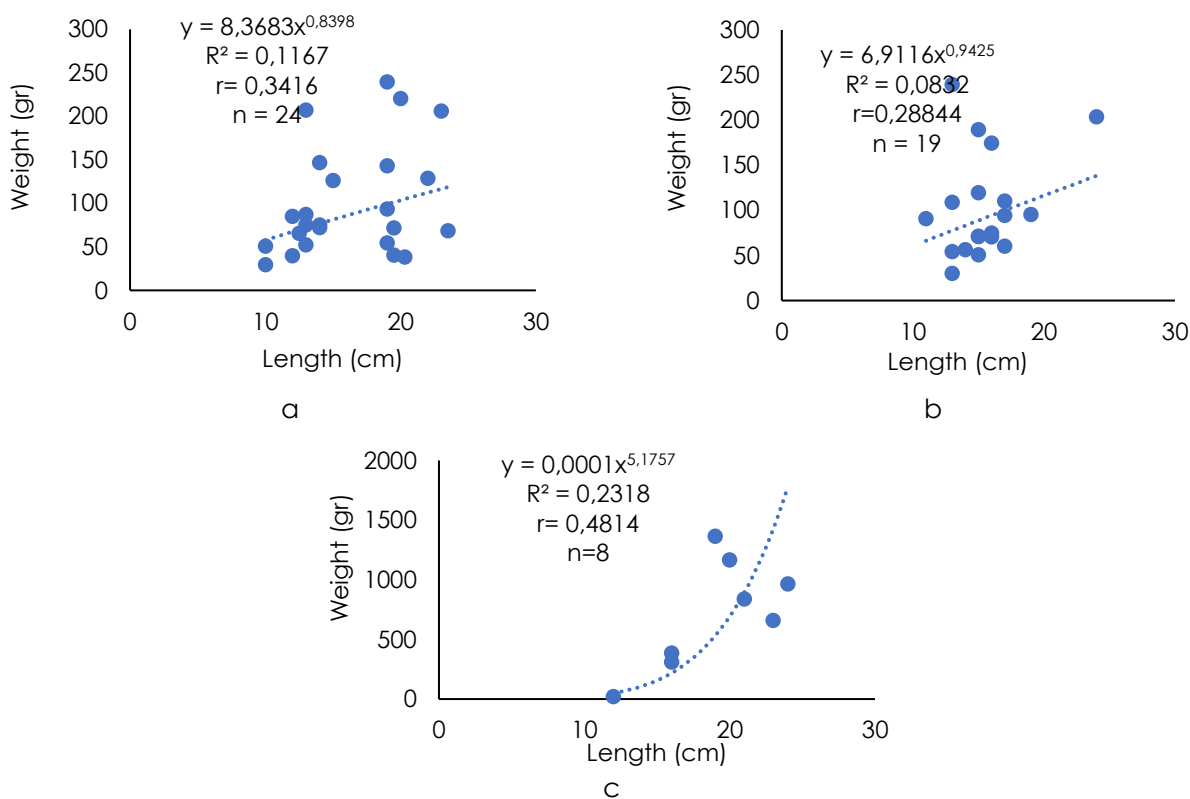 y = 8,3683x^0,8398
R² = 0,1167
r= 0,3416
n = 24
300
250
200
150
100
50
0
Weight (gr)
0 10 20 30
Length (cm)
a
y = 6,9116x^0,9425
R² = 0,0832
r=0,28844
n = 19
300
250
200
150
100
50
0
Weight (gr)
0 10 20 30
Length (cm)
b
y = 0,0001x^5,1757
R² = 0,2318
r= 0,4814
n=8
2000
1500
1000
500
0
Weight (gr)
0 10 20 30
Length (cm)
c